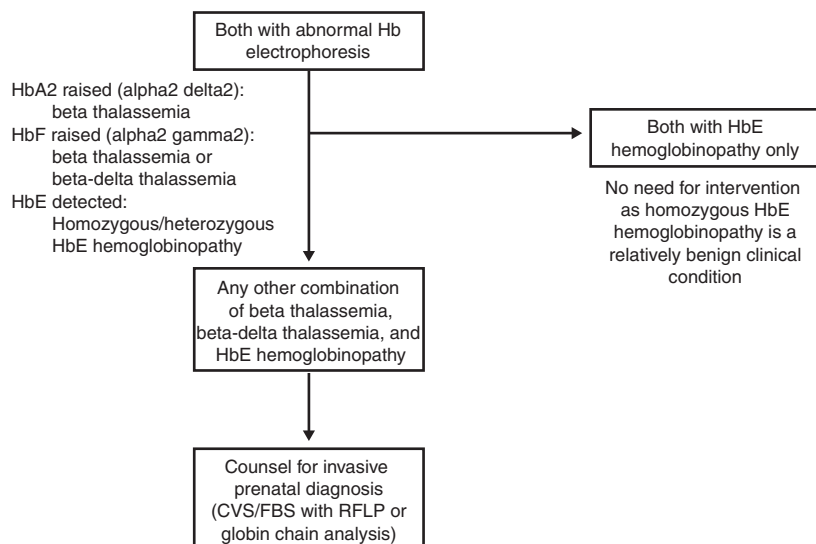 Both with abnormal Hb
electrophoresis
HbA2 raised (alpha2 delta2):
beta thalassemia
HbF raised (alpha2 gamma2):
beta thalassemia or
beta-delta thalassemia
HbE detected:
Homozygous/heterozygous
HbE hemoglobinopathy
Both with HbE
hemoglobinopathy only
No need for intervention
as homozygous HbE
hemoglobinopathy is a
relatively benign clinical
condition
Any other combination
of beta thalassemia,
beta-delta thalassemia, and
HbE hemoglobinopathy
Counsel for invasive
prenatal diagnosis
(CVS/FBS with RFLP or
globin chain analysis)